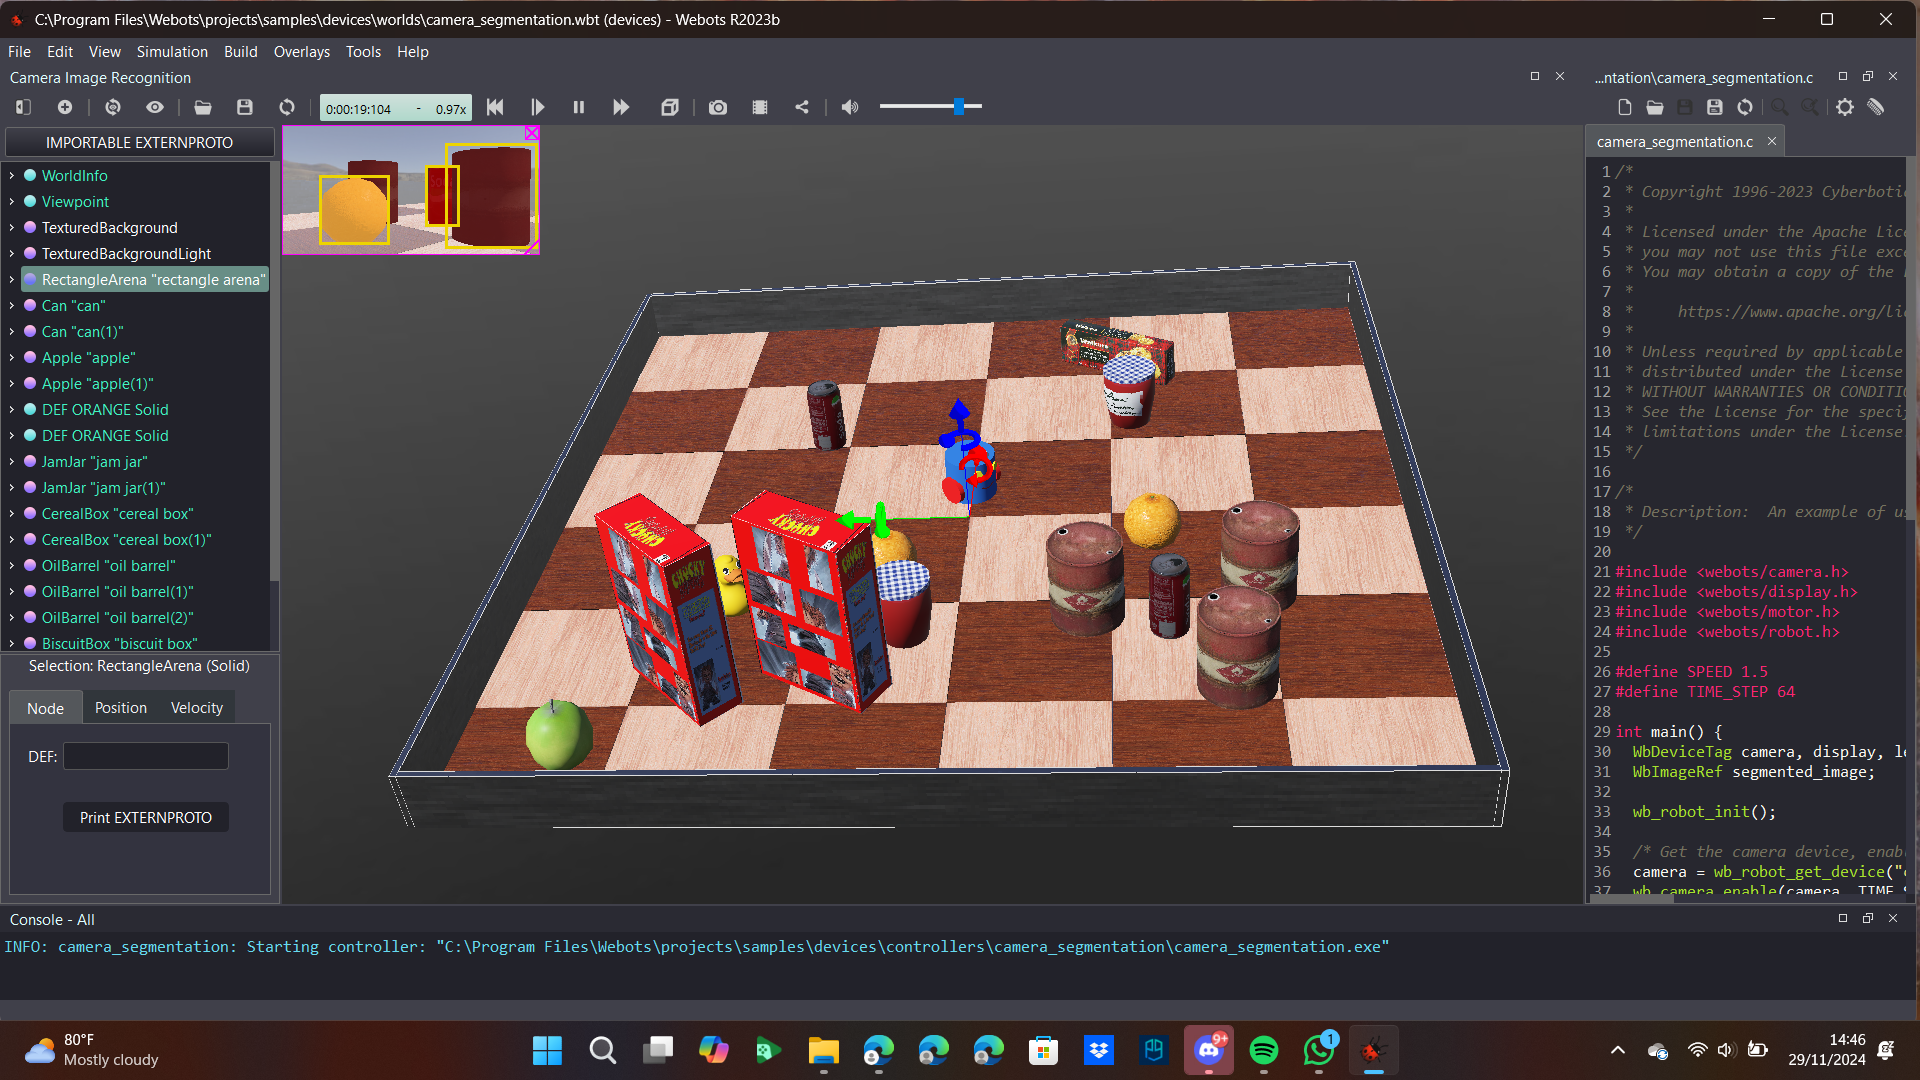 C:\Program Files\Webots\projects\samples\devices\worlds\camera_segmentation.wbt (devices) - Webots R2023b
File Edit View Simulation Build Overlays Tools Help
Camera Image Recognition
...ntation\camera_segmentation.c
0:00:19:104 - 0.97x
IMPORTABLE EXTERNPROTO
WorldInfo
Viewpoint
TexturedBackground
TexturedBackgroundLight
RectangleArena "rectangle arena"
Can "can"
Can "can(1)"
Apple "apple"
Apple "apple(1)"
DEF ORANGE Solid
DEF ORANGE Solid
JamJar "jam jar"
JamJar "jam jar(1)"
CerealBox "cereal box"
CerealBox "cereal box(1)"
OilBarrel "oil barrel"
OilBarrel "oil barrel(1)"
OilBarrel "oil barrel(2)"
BiscuitBox "biscuit box"
Selection: RectangleArena (Solid)
Node Position Velocity
DEF:
Print EXTERNPROTO
camera_segmentation.c
1 /*
2 * Copyright 1996-2023 Cyberbotic
3 *
4 * Licensed under the Apache Lice
5 * you may not use this file exce
6 * You may obtain a copy of the
7 *
8 * https://www.apache.org/li
9 *
10 * Unless required by applicable
11 * distributed under the License
12 * WITHOUT WARRANTIES OR CONDITIO
13 * See the License for the specif
14 * limitations under the License
15 */
16
17 /*
18 * Description: An example of us
19 */
20
21 #include <webots/camera.h>
22 #include <webots/display.h>
23 #include <webots/motor.h>
24 #include <webots/robot.h>
25
26 #define SPEED 1.5
27 #define TIME_STEP 64
28
29 int main() {
30 WbDeviceTag camera, display, le
31 WbImageRef segmented_image;
32
33 wb_robot_init();
34
35 /* Get the camera device, enab
36 camera = wb_robot_get_device("
37 wb_camera_enable(camera, TIME_S
Console - All
INFO: camera_segmentation: Starting controller: "C:\Program Files\Webots\projects\samples\devices\controllers\camera_segmentation\camera_segmentation.exe"
80°F
Mostly cloudy
9+
1
14:46
29/11/2024